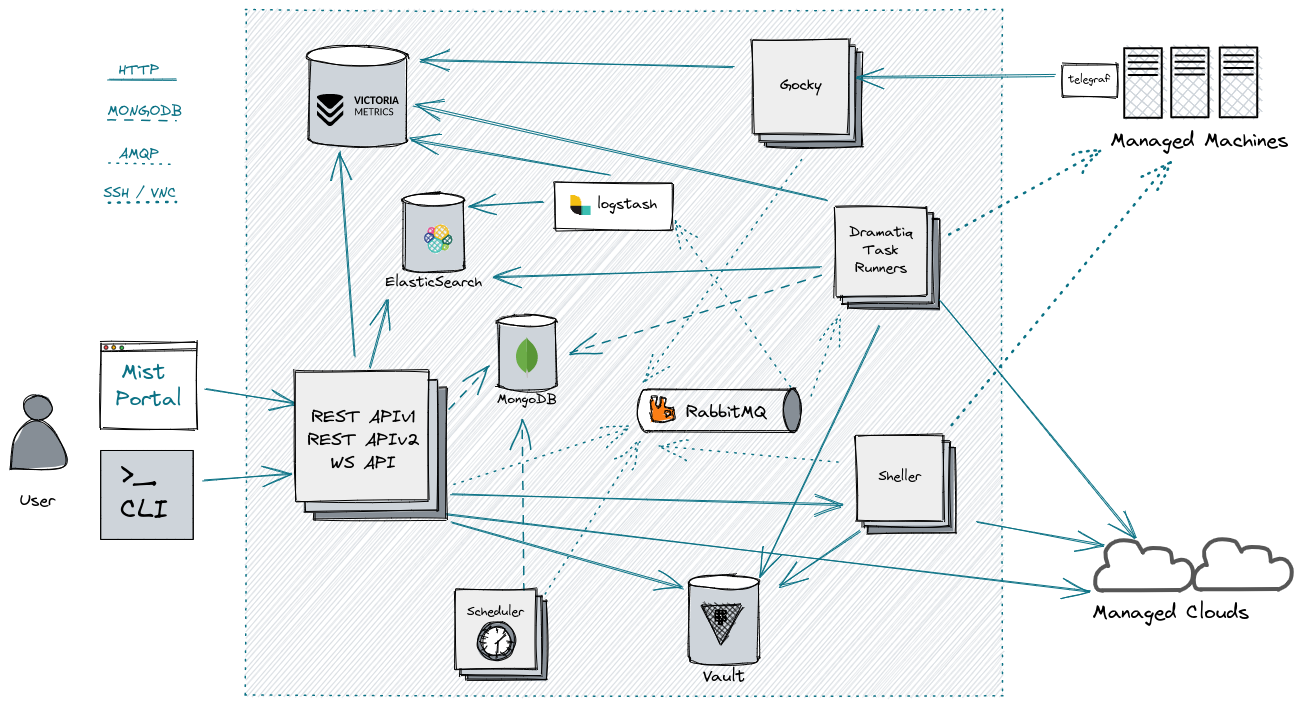 HTTP
MONGODB
AMQP
SSH / VNC
VICTORIA
METRICS
Gocky
telegraf
Managed Machines
logstash
ElasticSearch
Dramatiq
Task
Runners
MongoDB
Mist
Portal
>_
CLI
User
REST APIv1
REST APIv2
WS API
RabbitMQ
Sheller
Scheduler
Vault
Managed Clouds